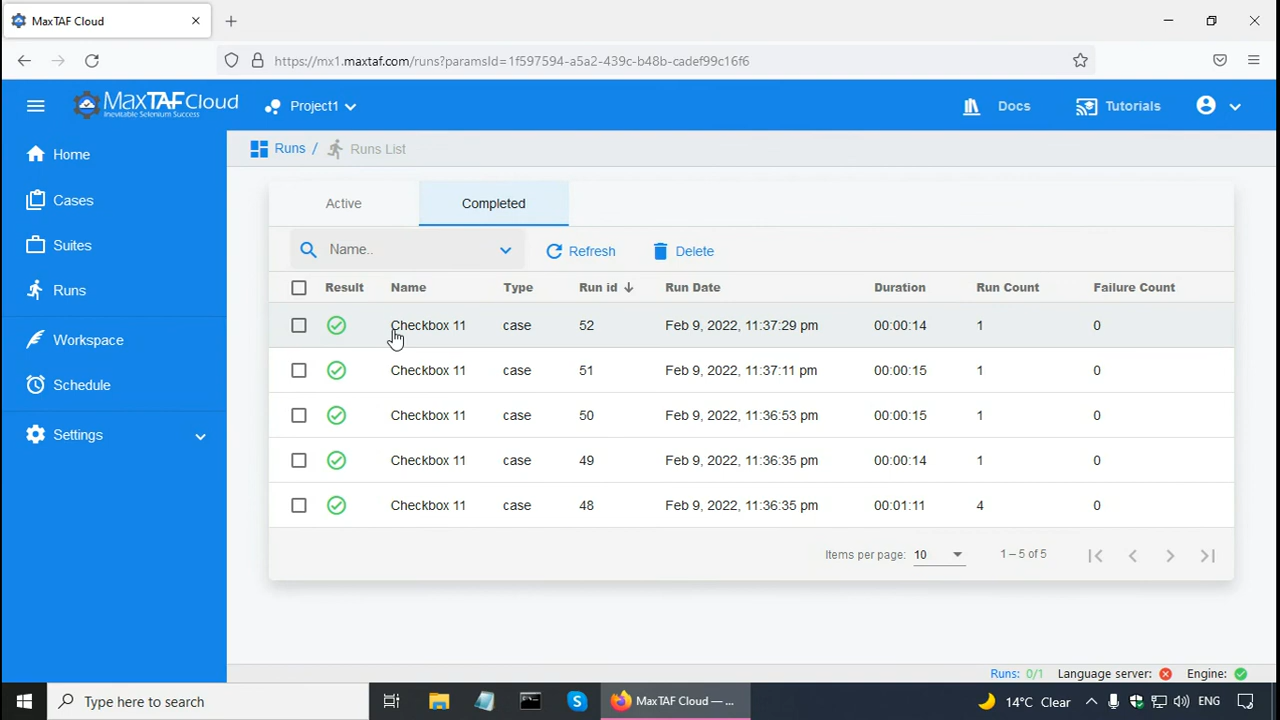 MaxTAF Cloud
https://mx1.maxtaf.com/runs?paramsId=1f597594-a5a2-439c-b48b-cadef99c16f6
MaxTAFCloud
Inevitable Selenium Success
Project1
Docs
Tutorials
Home
Cases
Suites
Runs
Workspace
Schedule
Settings
Runs / Runs List
Active
Completed
Name..
Refresh
Delete
Result Name Type Run id Run Date Duration Run Count Failure Count
Checkbox 11 case 52 Feb 9, 2022, 11:37:29 pm 00:00:14 1 0
Checkbox 11 case 51 Feb 9, 2022, 11:37:11 pm 00:00:15 1 0
Checkbox 11 case 50 Feb 9, 2022, 11:36:53 pm 00:00:15 1 0
Checkbox 11 case 49 Feb 9, 2022, 11:36:35 pm 00:00:14 1 0
Checkbox 11 case 48 Feb 9, 2022, 11:36:35 pm 00:01:11 4 0
Items per page: 10 1 – 5 of 5
Runs: 0/1 Language server: Engine:
Type here to search
MaxTAF Cloud — ...
14°C Clear
ENG